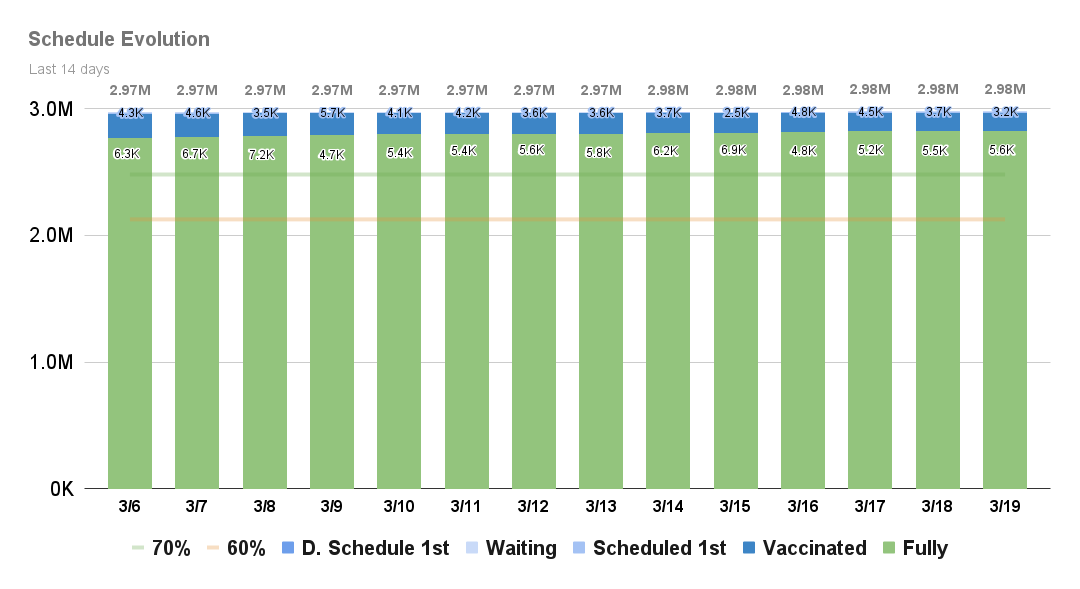 Schedule Evolution
Last 14 days
2.97M 2.97M 2.97M 2.97M 2.97M 2.97M 2.97M 2.97M 2.98M 2.98M 2.98M 2.98M 2.98M 2.98M
3.0M
4.3K 4.6K 3.5K 5.7K 4.1K 4.2K 3.6K 3.6K 3.7K 2.5K 4.8K 4.5K 3.7K 3.2K
6.3K 6.7K 7.2K 4.7K 5.4K 5.4K 5.6K 5.8K 6.2K 6.9K 4.8K 5.2K 5.5K 5.6K
2.0M
1.0M
0K
3/6 3/7 3/8 3/9 3/10 3/11 3/12 3/13 3/14 3/15 3/16 3/17 3/18 3/19
70% 60% D. Schedule 1st Waiting Scheduled 1st Vaccinated Fully